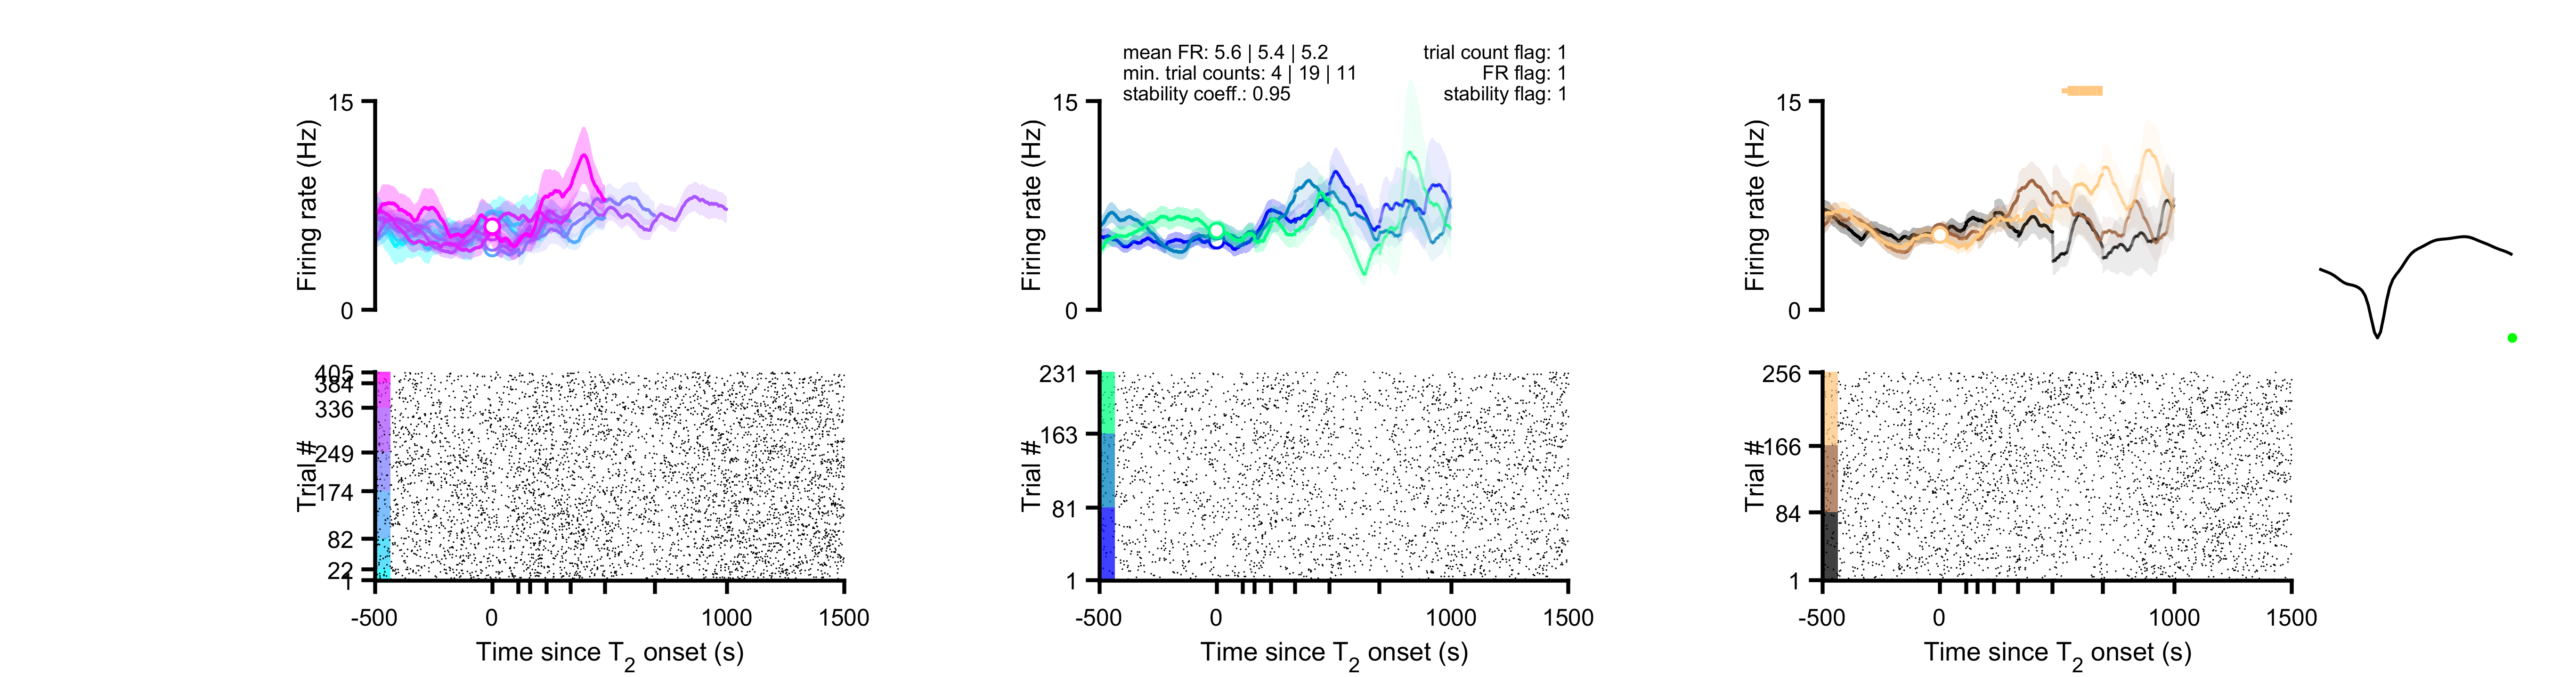 mean FR: 5.6 | 5.4 | 5.2
min. trial counts: 4 | 19 | 11
stability coeff.: 0.95
trial count flag: 1
FR flag: 1
stability flag: 1
15
Firing rate (Hz)
0
15
Firing rate (Hz)
0
15
Firing rate (Hz)
0
405
384
336
249
174
82
22
1
Trial #
-500
0
1000
1500
Time since T2 onset (s)
231
163
81
1
Trial #
-500
0
1000
1500
Time since T2 onset (s)
256
166
84
1
Trial #
-500
0
1000
1500
Time since T2 onset (s)